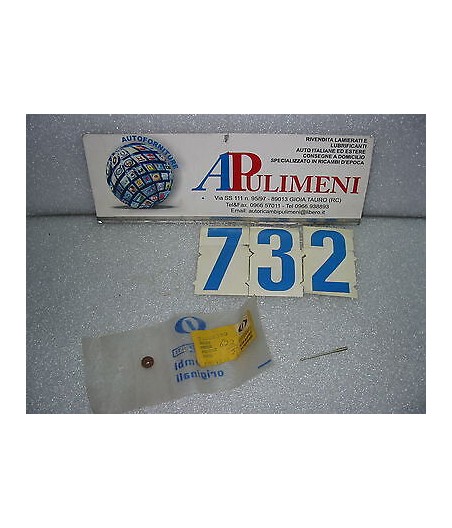 AUTOFORNITURE
RIVENDITA LAMIERATI E
LUBRIFICANTI
AUTO ITALIANE ED ESTERE
CONSEGNE A DOMICILIO
SPECIALIZZATO IN RICAMBI D'EPOCA
APULIMENI
Via SS 111 n. 95/97 - 89013 GIOIA TAURO (RC)
Tel&Fax: 0966.57011 - Tel 0966.938893
Email: autoricambipulimeni@libero.it
732
originali